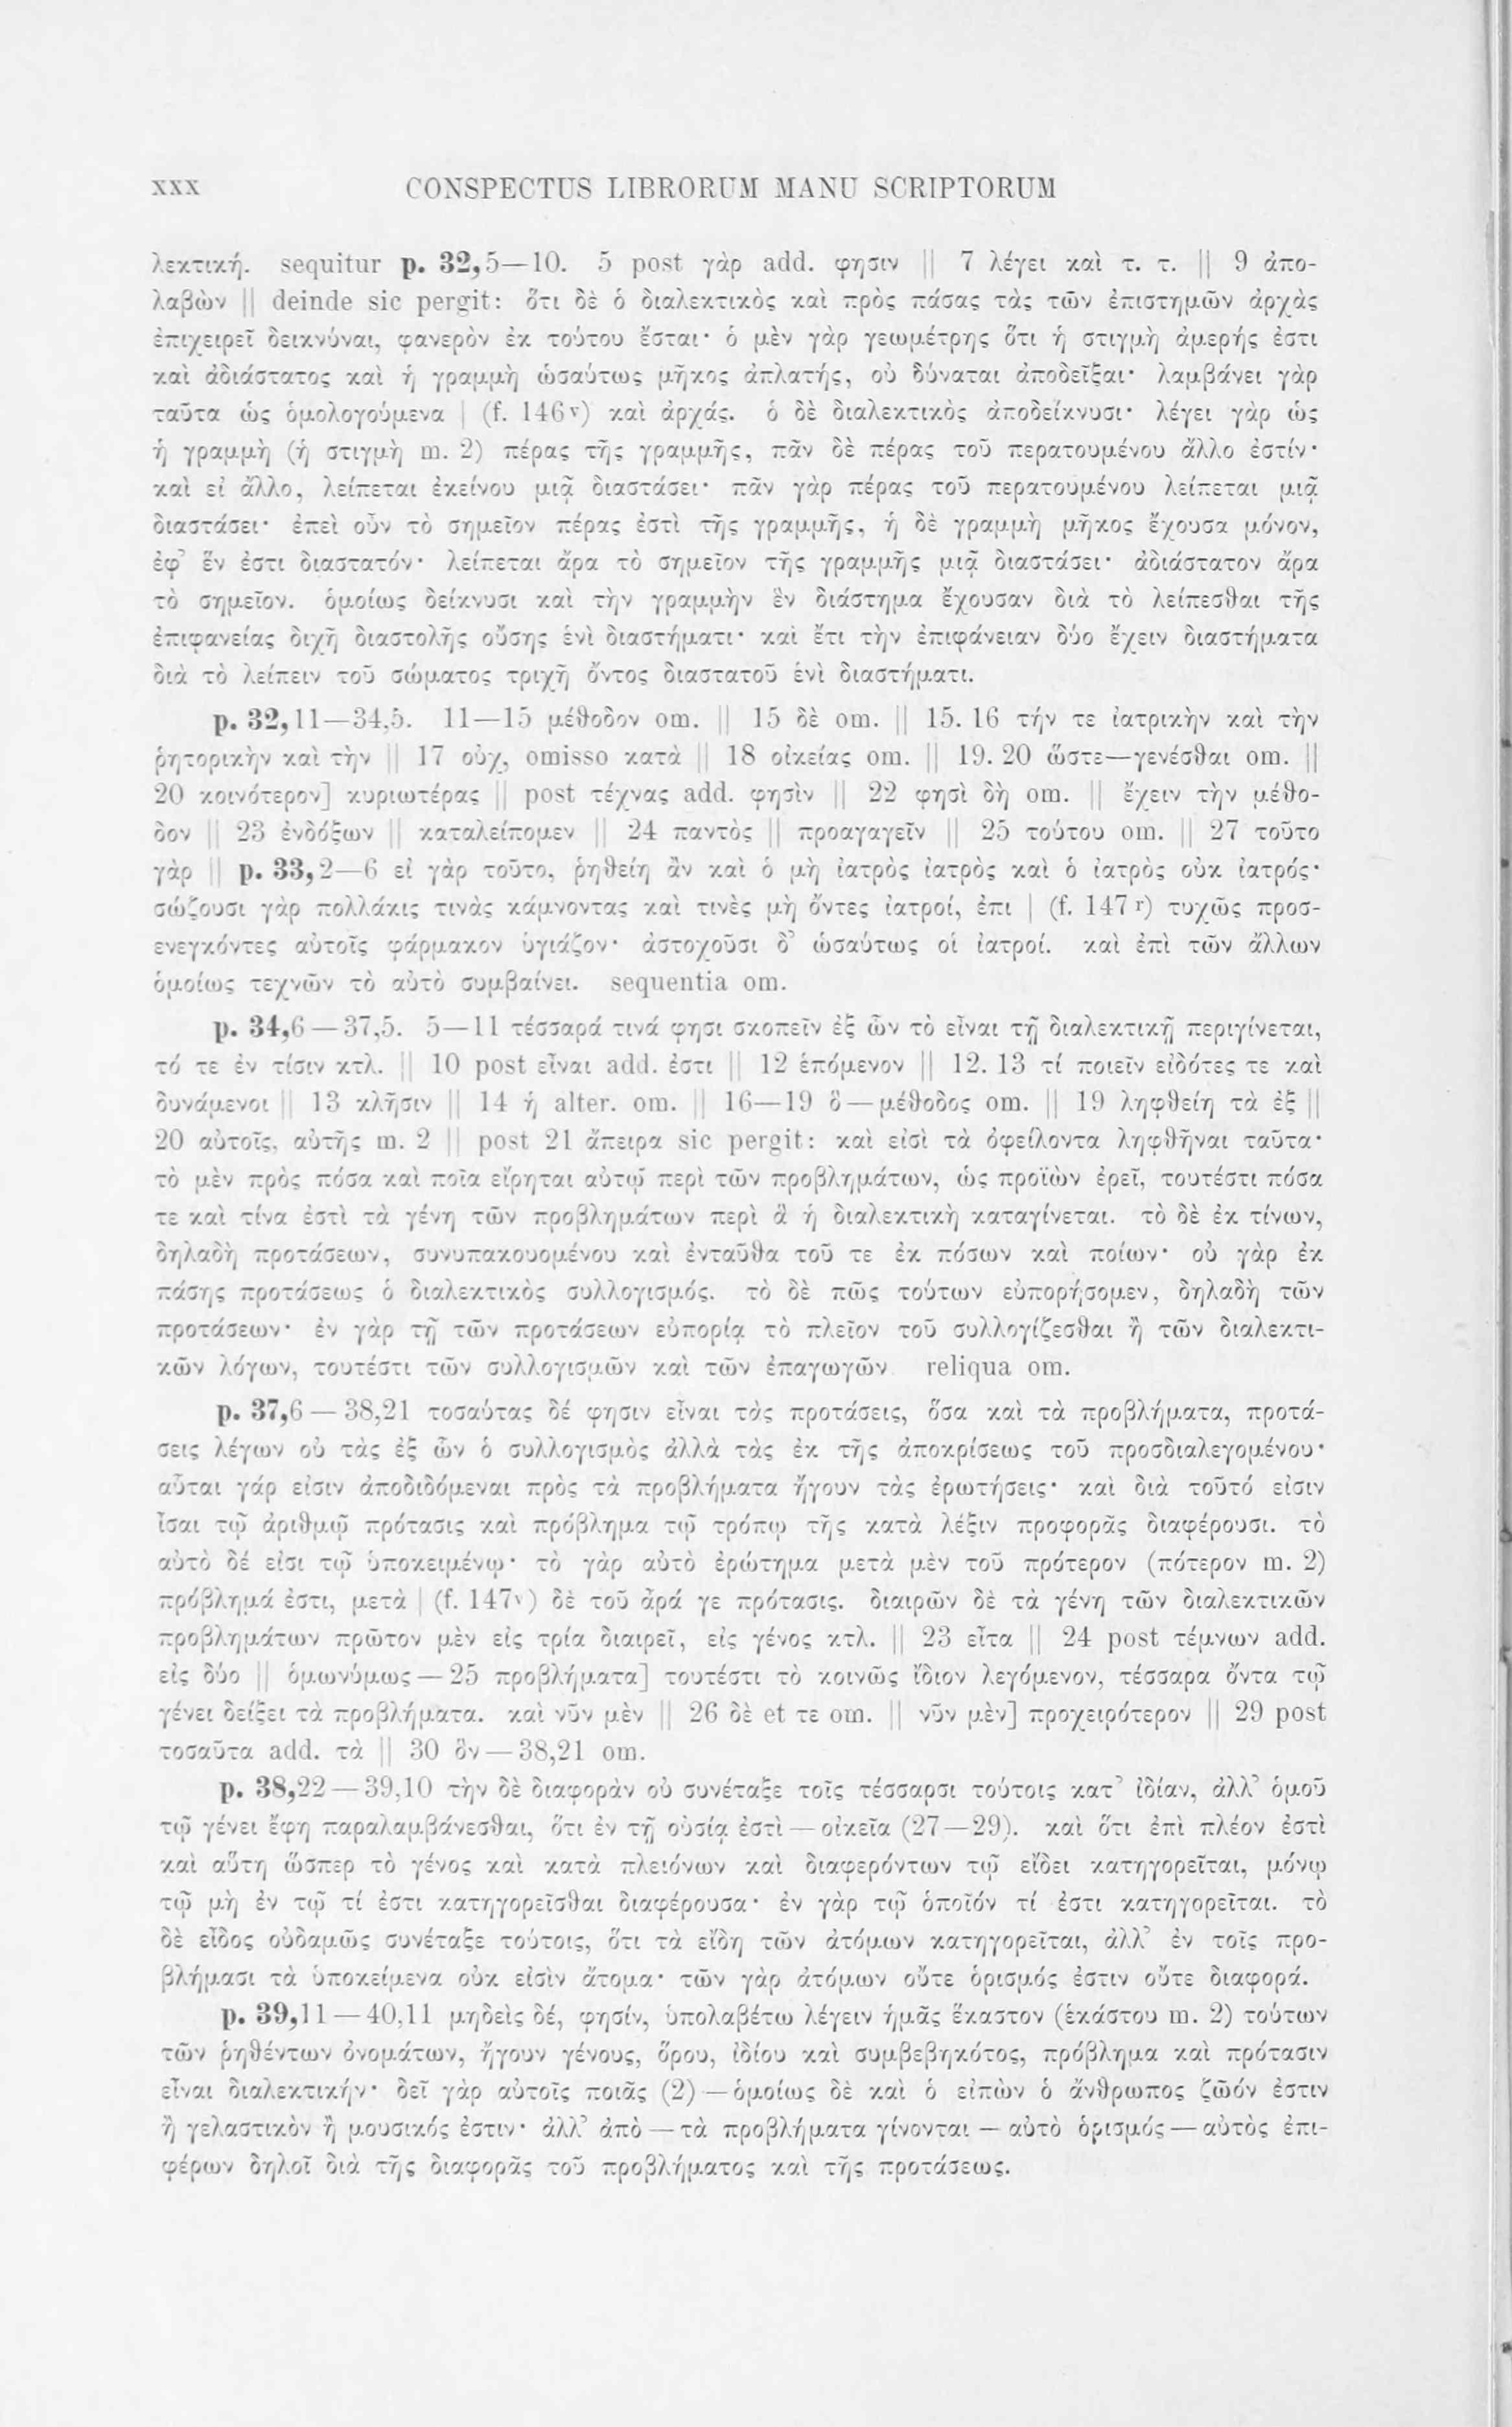 xxx CONSPECTUS LIBRORUM MANU SCRIPTORUM
λεκτική. sequitur p. 32,5—10. 5 post γὰρ add. φησιν || 7 λέγει καὶ τ. τ. || 9 ἀπο-
λαβὼν || deinde sic pergit: ὅτι δὲ ὁ διαλεκτικὸς καὶ πρὸς πάσας τὰς τῶν ἐπιστημῶν ἀρχὰς
ἐπιχειρεῖ δεικνύναι, φανερὸν ἐκ τούτου ἔσται· ὁ μὲν γὰρ γεωμέτρης ὅτι ἡ στιγμὴ ἀμερής ἐστι
καὶ ἀδιάστατος καὶ ἡ γραμμὴ ὡσαύτως μῆκος ἀπλατής, οὐ δύναται ἀποδεῖξαι· λαμβάνει γὰρ
ταῦτα ὡς ὁμολογούμενα | (f. 146v) καὶ ἀρχάς. ὁ δὲ διαλεκτικὸς ἀποδείκνυσι· λέγει γὰρ ὡς
ἡ γραμμὴ (ἡ στιγμὴ m. 2) πέρας τῆς γραμμῆς, πᾶν δὲ πέρας τοῦ περατουμένου ἄλλο ἐστίν·
καὶ εἰ ἄλλο, λείπεται ἐκείνου μιᾷ διαστάσει· πᾶν γὰρ πέρας τοῦ περατουμένου λείπεται μιᾷ
διαστάσει· ἐπεὶ οὖν τὸ σημεῖον πέρας ἐστὶ τῆς γραμμῆς, ἡ δὲ γραμμὴ μῆκος ἔχουσα μόνον,
ἐφ’ ἕν ἐστι διαστατόν· λείπεται ἄρα τὸ σημεῖον τῆς γραμμῆς μιᾷ διαστάσει· ἀδιάστατον ἄρα
τὸ σημεῖον. ὁμοίως δείκνυσι καὶ τὴν γραμμὴν ἓν διάστημα ἔχουσαν διὰ τὸ λείπεσθαι τῆς
ἐπιφανείας διχῆ διαστολῆς οὔσης ἑνὶ διαστήματι· καὶ ἔτι τὴν ἐπιφάνειαν δύο ἔχειν διαστήματα
διὰ τὸ λείπειν τοῦ σώματος τριχῆ ὄντος διαστατοῦ ἑνὶ διαστήματι.
p. 32,11—34,5. 11—15 μέθοδον om. || 15 δὲ om. || 15. 16 τήν τε ἰατρικὴν καὶ τὴν
ῥητορικὴν καὶ τὴν || 17 οὐχ, omisso κατὰ || 18 οἰκείας om. || 19. 20 ὥστε—γενέσθαι om. ||
20 κοινότερον] κυριωτέρας || post τέχνας add. φησὶν || 22 φησὶ δὴ om. || ἔχειν τὴν μέθο-
δον || 23 ἐνδόξων || καταλείπομεν || 24 παντὸς || προαγαγεῖν || 25 τούτου om. || 27 τοῦτο
γὰρ || p. 33,2—6 εἰ γὰρ τοῦτο, ῥηθείη ἂν καὶ ὁ μὴ ἰατρὸς ἰατρὸς καὶ ὁ ἰατρὸς οὐκ ἰατρός·
σώζουσι γὰρ πολλάκις τινὰς κάμνοντας καὶ τινὲς μὴ ὄντες ἰατροί, ἐπι | (f. 147r) τυχῶς προσ-
ενεγκόντες αὐτοῖς φάρμακον ὑγιάζον· ἀστοχοῦσι δ’ ὡσαύτως οἱ ἰατροί. καὶ ἐπὶ τῶν ἄλλων
ὁμοίως τεχνῶν τὸ αὐτὸ συμβαίνει. sequentia om.
p. 34,6—37,5. 5—11 τέσσαρά τινά φησι σκοπεῖν ἐξ ὧν τὸ εἶναι τῇ διαλεκτικῇ περιγίνεται,
τό τε ἐν τίσιν κτλ. || 10 post εἶναι add. ἐστι || 12 ἑπόμενον || 12. 13 τί ποιεῖν εἰδότες τε καὶ
δυνάμενοι || 13 κλῆσιν || 14 ἡ alter. om. || 16—19 ὃ—μέθοδος om. || 19 ληφθείη τὰ ἐξ ||
20 αὐτοῖς, αὐτῆς m. 2 || post 21 ἄπειρα sic pergit: καὶ εἰσὶ τὰ ὀφείλοντα ληφθῆναι ταῦτα·
τὸ μὲν πρὸς πόσα καὶ ποῖα εἴρηται αὐτῷ περὶ τῶν προβλημάτων, ὡς προϊὼν ἐρεῖ, τουτέστι πόσα
τε καὶ τίνα ἐστὶ τὰ γένη τῶν προβλημάτων περὶ ἃ ἡ διαλεκτικὴ καταγίνεται. τὸ δὲ ἐκ τίνων,
δηλαδὴ προτάσεων, συνυπακουομένου καὶ ἐνταῦθα τοῦ τε ἐκ πόσων καὶ ποίων· οὐ γὰρ ἐκ
πάσης προτάσεως ὁ διαλεκτικὸς συλλογισμός. τὸ δὲ πῶς τούτων εὐπορήσομεν, δηλαδὴ τῶν
προτάσεων· ἐν γὰρ τῇ τῶν προτάσεων εὐπορίᾳ τὸ πλεῖον τοῦ συλλογίζεσθαι ἢ τῶν διαλεκτι-
κῶν λόγων, τουτέστι τῶν συλλογισμῶν καὶ τῶν ἐπαγωγῶν reliqua om.
p. 37,6—38,21 τοσαύτας δέ φησιν εἶναι τὰς προτάσεις, ὅσα καὶ τὰ προβλήματα, προτά-
σεις λέγων οὐ τὰς ἐξ ὧν ὁ συλλογισμὸς ἀλλὰ τὰς ἐκ τῆς ἀποκρίσεως τοῦ προσδιαλεγομένου·
αὗται γάρ εἰσιν ἀποδιδόμεναι πρὸς τὰ προβλήματα ἤγουν τὰς ἐρωτήσεις· καὶ διὰ τοῦτό εἰσιν
ἶσαι τῷ ἀριθμῷ πρότασις καὶ πρόβλημα τῷ τρόπῳ τῆς κατὰ λέξιν προφορᾶς διαφέρουσι. τὸ
αὐτὸ δέ εἰσι τῷ ὑποκειμένῳ· τὸ γὰρ αὐτὸ ἐρώτημα μετὰ μὲν τοῦ πρότερον (πότερον m. 2)
πρόβλημά ἐστι, μετὰ | (f. 147v) δὲ τοῦ ἆρά γε πρότασις. διαιρῶν δὲ τὰ γένη τῶν διαλεκτικῶν
προβλημάτων πρῶτον μὲν εἰς τρία διαιρεῖ, εἰς γένος κτλ. || 23 εἶτα || 24 post τέμνων add.
εἰς δύο || ὁμωνύμως—25 προβλήματα] τουτέστι τὸ κοινῶς ἴδιον λεγόμενον, τέσσαρα ὄντα τῷ
γένει δείξει τὰ προβλήματα. καὶ νῦν μὲν || 26 δὲ et τε om. || νῦν μὲν] προχειρότερον || 29 post
τοσαῦτα add. τὰ || 30 ὃν—38,21 om.
p. 38,22—39,10 τὴν δὲ διαφορὰν οὐ συνέταξε τοῖς τέσσαρσι τούτοις κατ’ ἰδίαν, ἀλλ’ ὁμοῦ
τῷ γένει ἔφη παραλαμβάνεσθαι, ὅτι ἐν τῇ οὐσίᾳ ἐστὶ—οἰκεῖα (27—29). καὶ ὅτι ἐπὶ πλέον ἐστὶ
καὶ αὕτη ὥσπερ τὸ γένος καὶ κατὰ πλειόνων καὶ διαφερόντων τῷ εἴδει κατηγορεῖται, μόνῳ
τῷ μὴ ἐν τῷ τί ἐστι κατηγορεῖσθαι διαφέρουσα· ἐν γὰρ τῷ ὁποῖόν τί ἐστι κατηγορεῖται. τὸ
δὲ εἶδος οὐδαμῶς συνέταξε τούτοις, ὅτι τὰ εἴδη τῶν ἀτόμων κατηγορεῖται, ἀλλ’ ἐν τοῖς προ-
βλήμασι τὰ ὑποκείμενα οὐκ εἰσὶν ἄτομα· τῶν γὰρ ἀτόμων οὔτε ὁρισμός ἐστιν οὔτε διαφορά.
p. 39,11—40,11 μηδεὶς δέ, φησίν, ὑπολαβέτω λέγειν ἡμᾶς ἕκαστον (ἑκάστου m. 2) τούτων
τῶν ῥηθέντων ὀνομάτων, ἤγουν γένους, ὅρου, ἰδίου καὶ συμβεβηκότος, πρόβλημα καὶ πρότασιν
εἶναι διαλεκτικήν· δεῖ γὰρ αὐτοῖς ποιᾶς (2)—ὁμοίως δὲ καὶ ὁ εἰπὼν ὁ ἄνθρωπος ζῶόν ἐστιν
ἢ γελαστικὸν ἢ μουσικός ἐστιν· ἀλλ’ ἀπὸ—τὰ προβλήματα γίνονται—αὐτὸ ὁρισμός—αὐτὸς ἐπι-
φέρων δηλοῖ διὰ τῆς διαφορᾶς τοῦ προβλήματος καὶ τῆς προτάσεως.